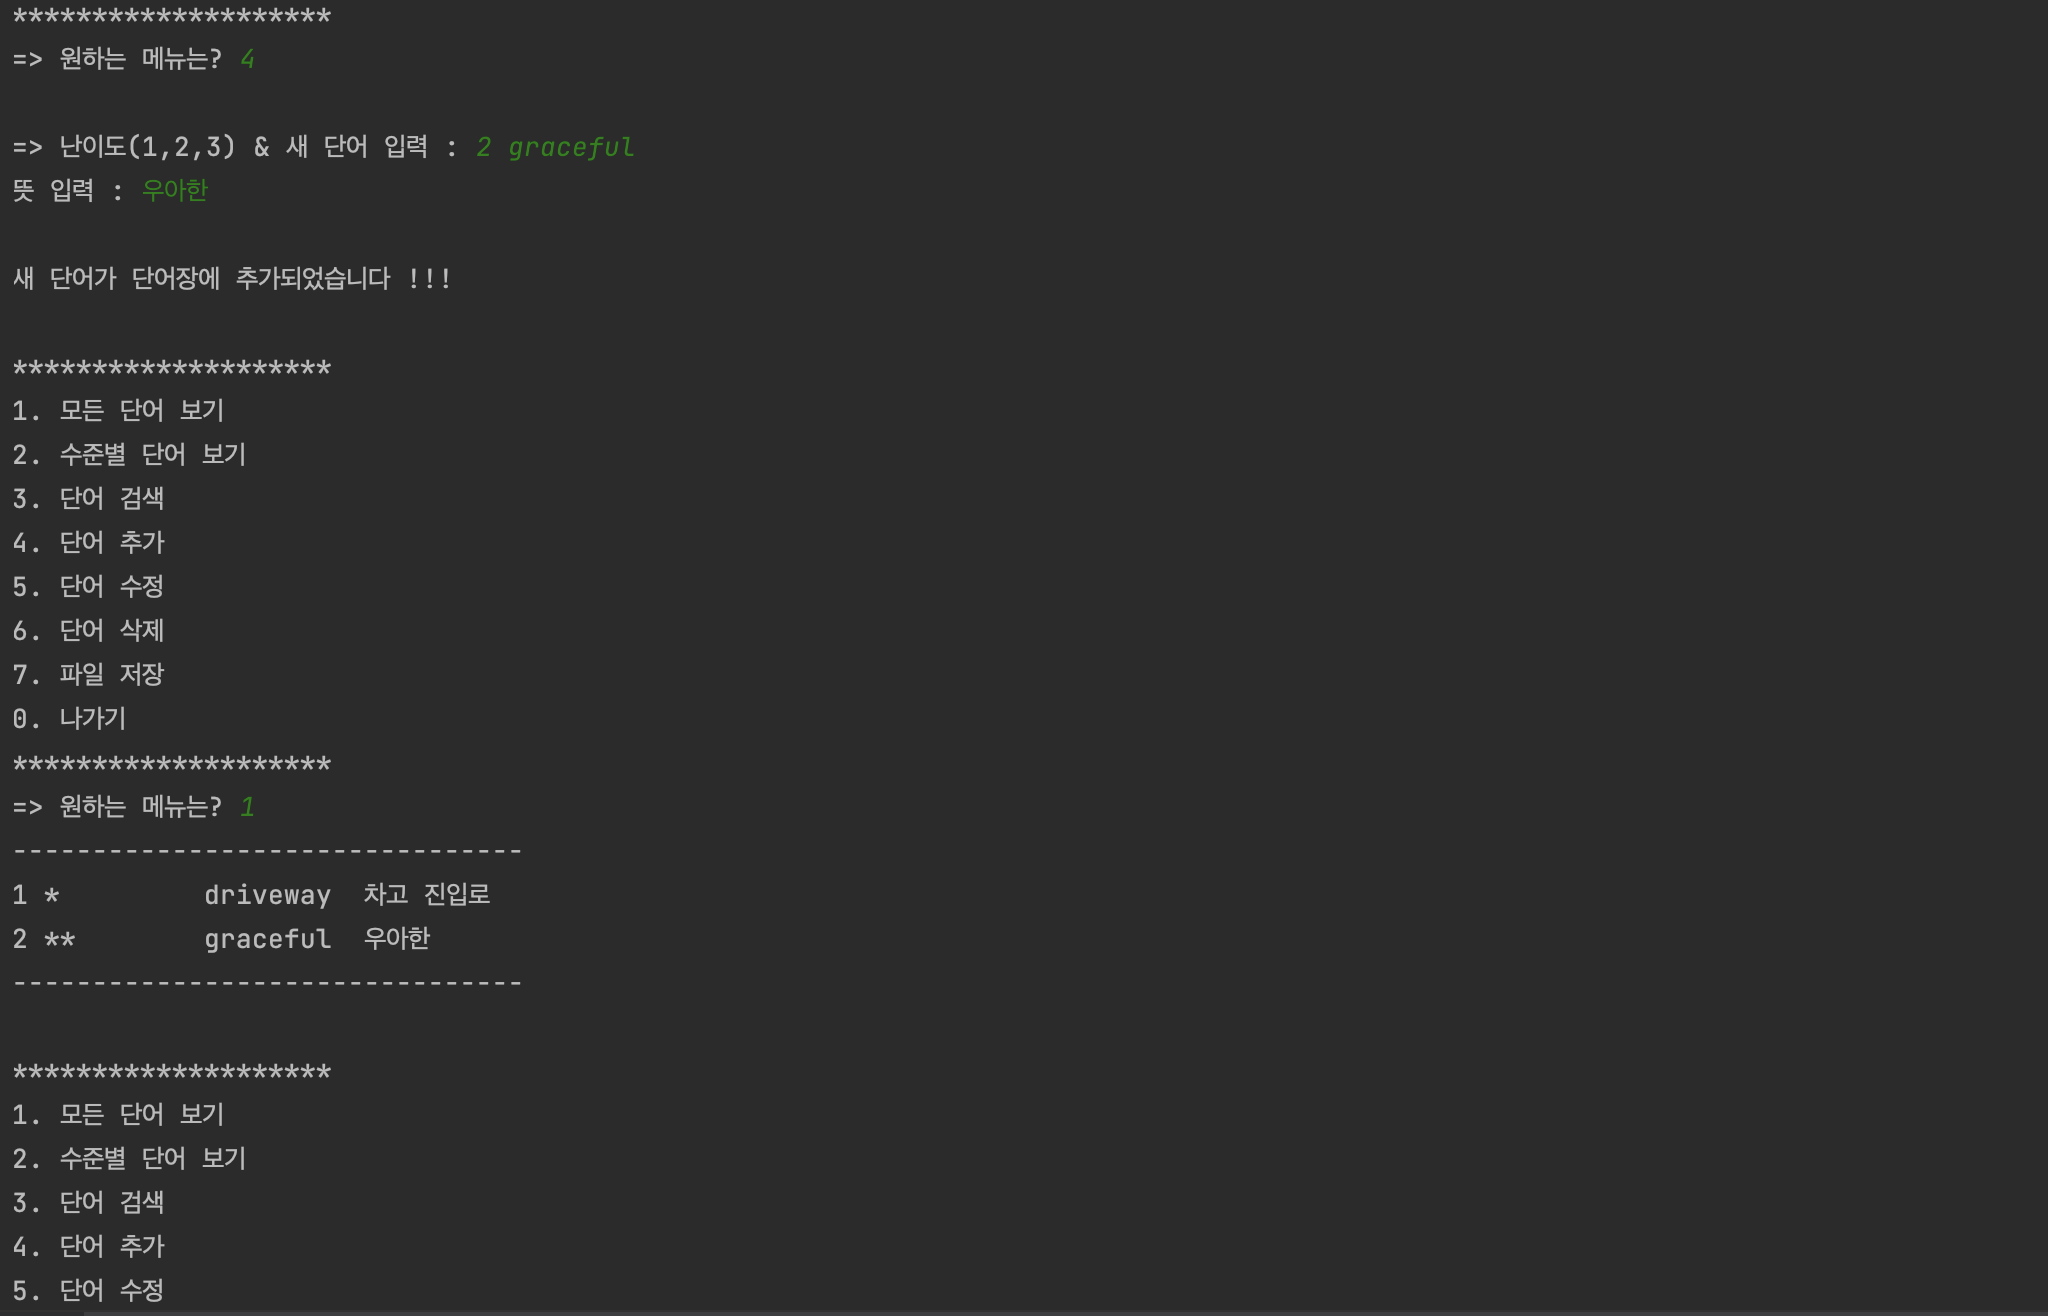 ********************
=> 원하는 메뉴는? 4
=> 난이도(1,2,3) & 새 단어 입력 : 2 graceful
뜻 입력 : 우아한
새 단어가 단어장에 추가되었습니다 !!!
********************
1. 모든 단어 보기
2. 수준별 단어 보기
3. 단어 검색
4. 단어 추가
5. 단어 수정
6. 단어 삭제
7. 파일 저장
0. 나가기
********************
=> 원하는 메뉴는? 1
--------------------------------
1 *         driveway  차고 진입로
2 **        graceful  우아한
--------------------------------
********************
1. 모든 단어 보기
2. 수준별 단어 보기
3. 단어 검색
4. 단어 추가
5. 단어 수정